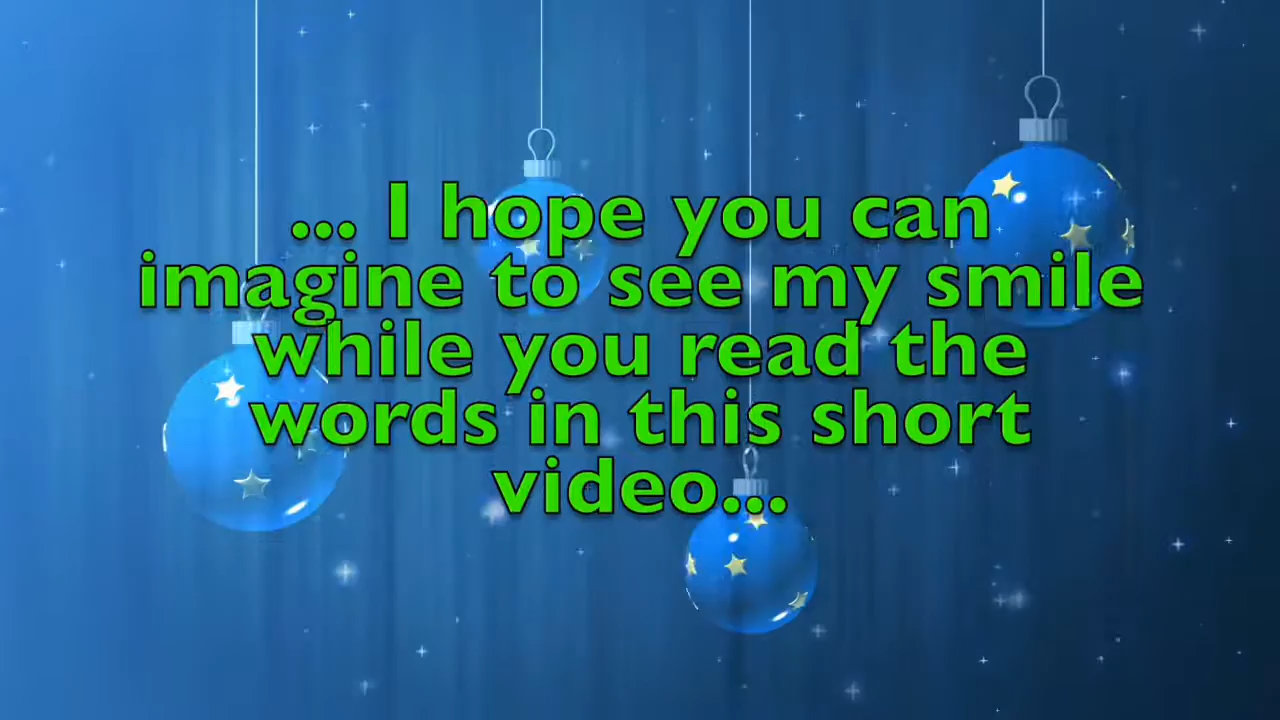 ... I hope you can
imagine to see my smile
while you read the
words in this short
video...